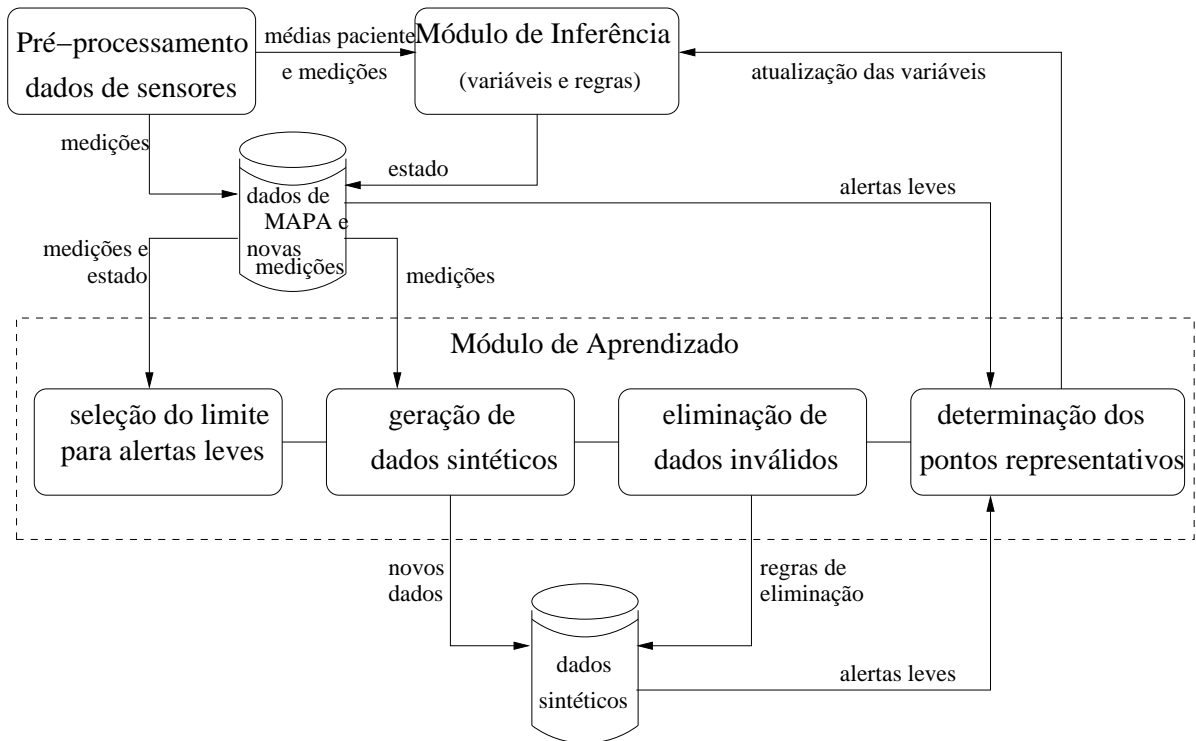 Pré−processamento
dados de sensores
médias paciente
e medições
Módulo de Inferência
(variáveis e regras)
atualização das variáveis
medições
estado
alertas leves
dados de
MAPA e
novas
medições
medições e
estado
medições
Módulo de Aprendizado
seleção do limite
para alertas leves
geração de
dados sintéticos
eliminação de
dados inválidos
determinação dos
pontos representativos
novos
dados
regras de
eliminação
dados
sintéticos
alertas leves